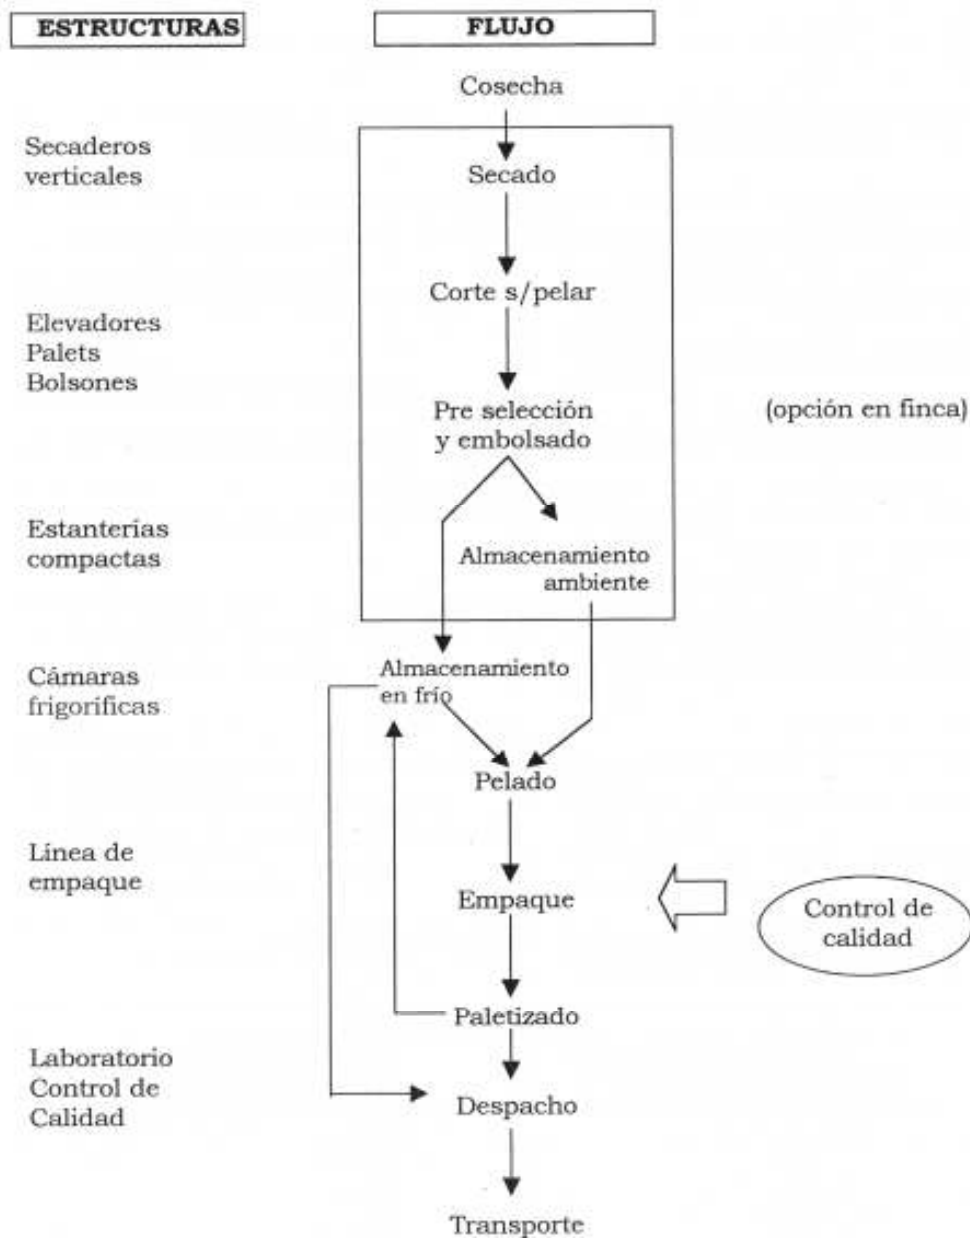 ESTRUCTURAS
FLUJO
Cosecha
Secaderos
verticales
Secado
Corte s/pelar
Elevadores
Palets
Bolsones
Pre selección
y embolsado
(opción en finca)
Estanterías
compactas
Almacenamiento
ambiente
Cámaras
frigoríficas
Almacenamiento
en frío
Pelado
Línea de
empaque
Empaque
Control de
calidad
Paletizado
Laboratorio
Control de
Calidad
Despacho
Transporte